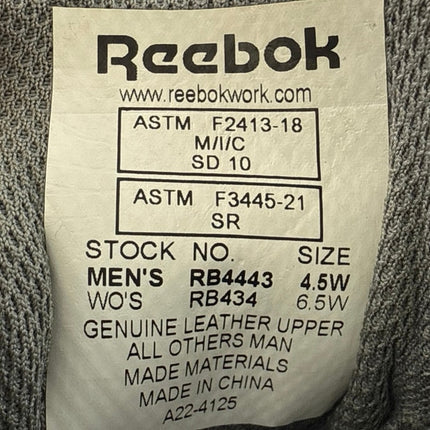 Reebok
www.reebokwork.com
ASTM F2413-18
M/I/C
SD 10
ASTM F3445-21
SR
STOCK NO. SIZE
MEN'S RB4443 4.5W
WO'S RB434 6.5W
GENUINE LEATHER UPPER
ALL OTHERS MAN
MADE MATERIALS
MADE IN CHINA
A22-4125